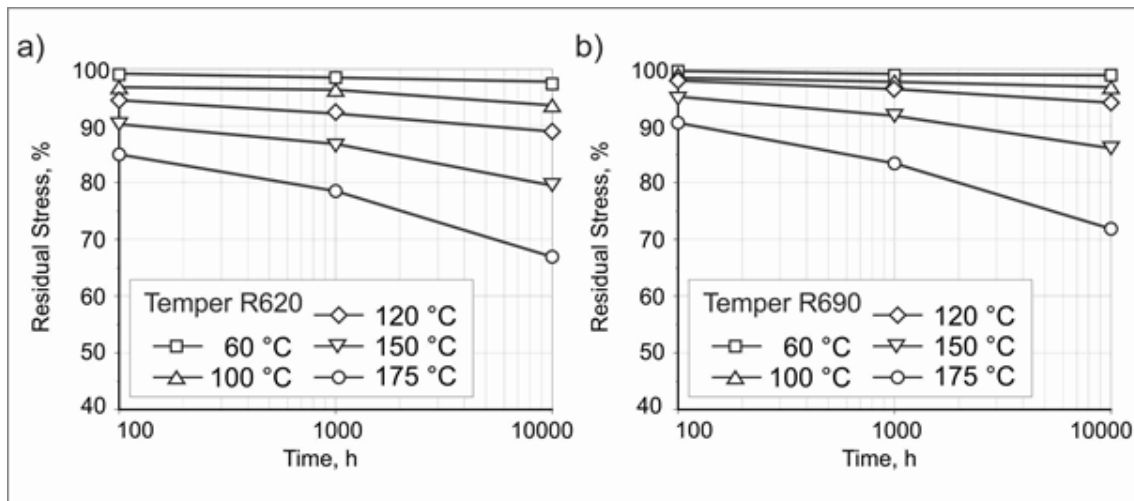 a)
Residual Stress, %
100
90
80
70
60
50
40
Temper R620
60 °C
100 °C
120 °C
150 °C
175 °C
100
1000
10000
Time, h
b)
Residual Stress, %
100
90
80
70
60
50
40
Temper R690
60 °C
100 °C
120 °C
150 °C
175 °C
100
1000
10000
Time, h